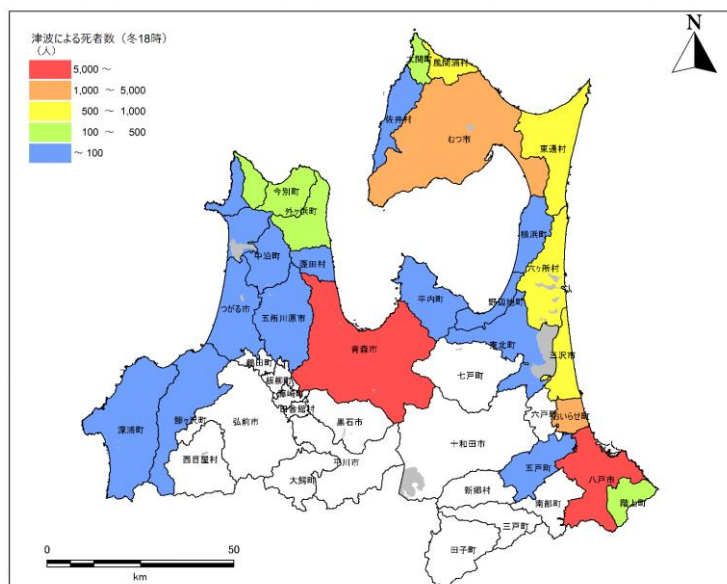 津波による死者数(冬18時)
(人)
5,000 ~
1,000 ~ 5,000
500 ~ 1,000
100 ~ 500
~ 100
N
大間町
風間浦村
佐井村
むつ市
東通村
今別町
外ヶ浜町
横浜町
中泊町
蓬田村
六ヶ所村
平内町
野辺地町
つがる市
五所川原市
青森市
東北町
三沢市
鶴田町
七戸町
板柳町
藤崎町
六戸町
おいらせ町
田舎館村
鰺ヶ沢町
弘前市
黒石市
深浦町
十和田市
八戸市
西目屋村
平川市
五戸町
大鰐町
新郷村
階上町
南部町
三戸町
田子町
0 50
km